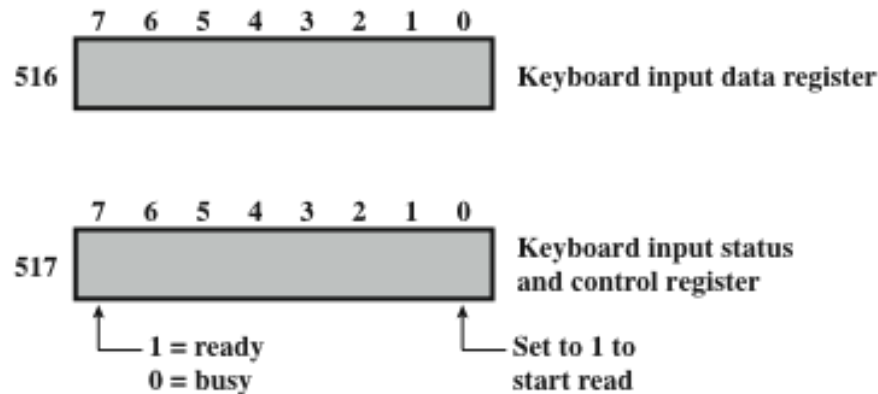 7 6 5 4 3 2 1 0
516 Keyboard input data register
7 6 5 4 3 2 1 0
517 Keyboard input status
and control register
1 = ready
0 = busy
Set to 1 to
start read